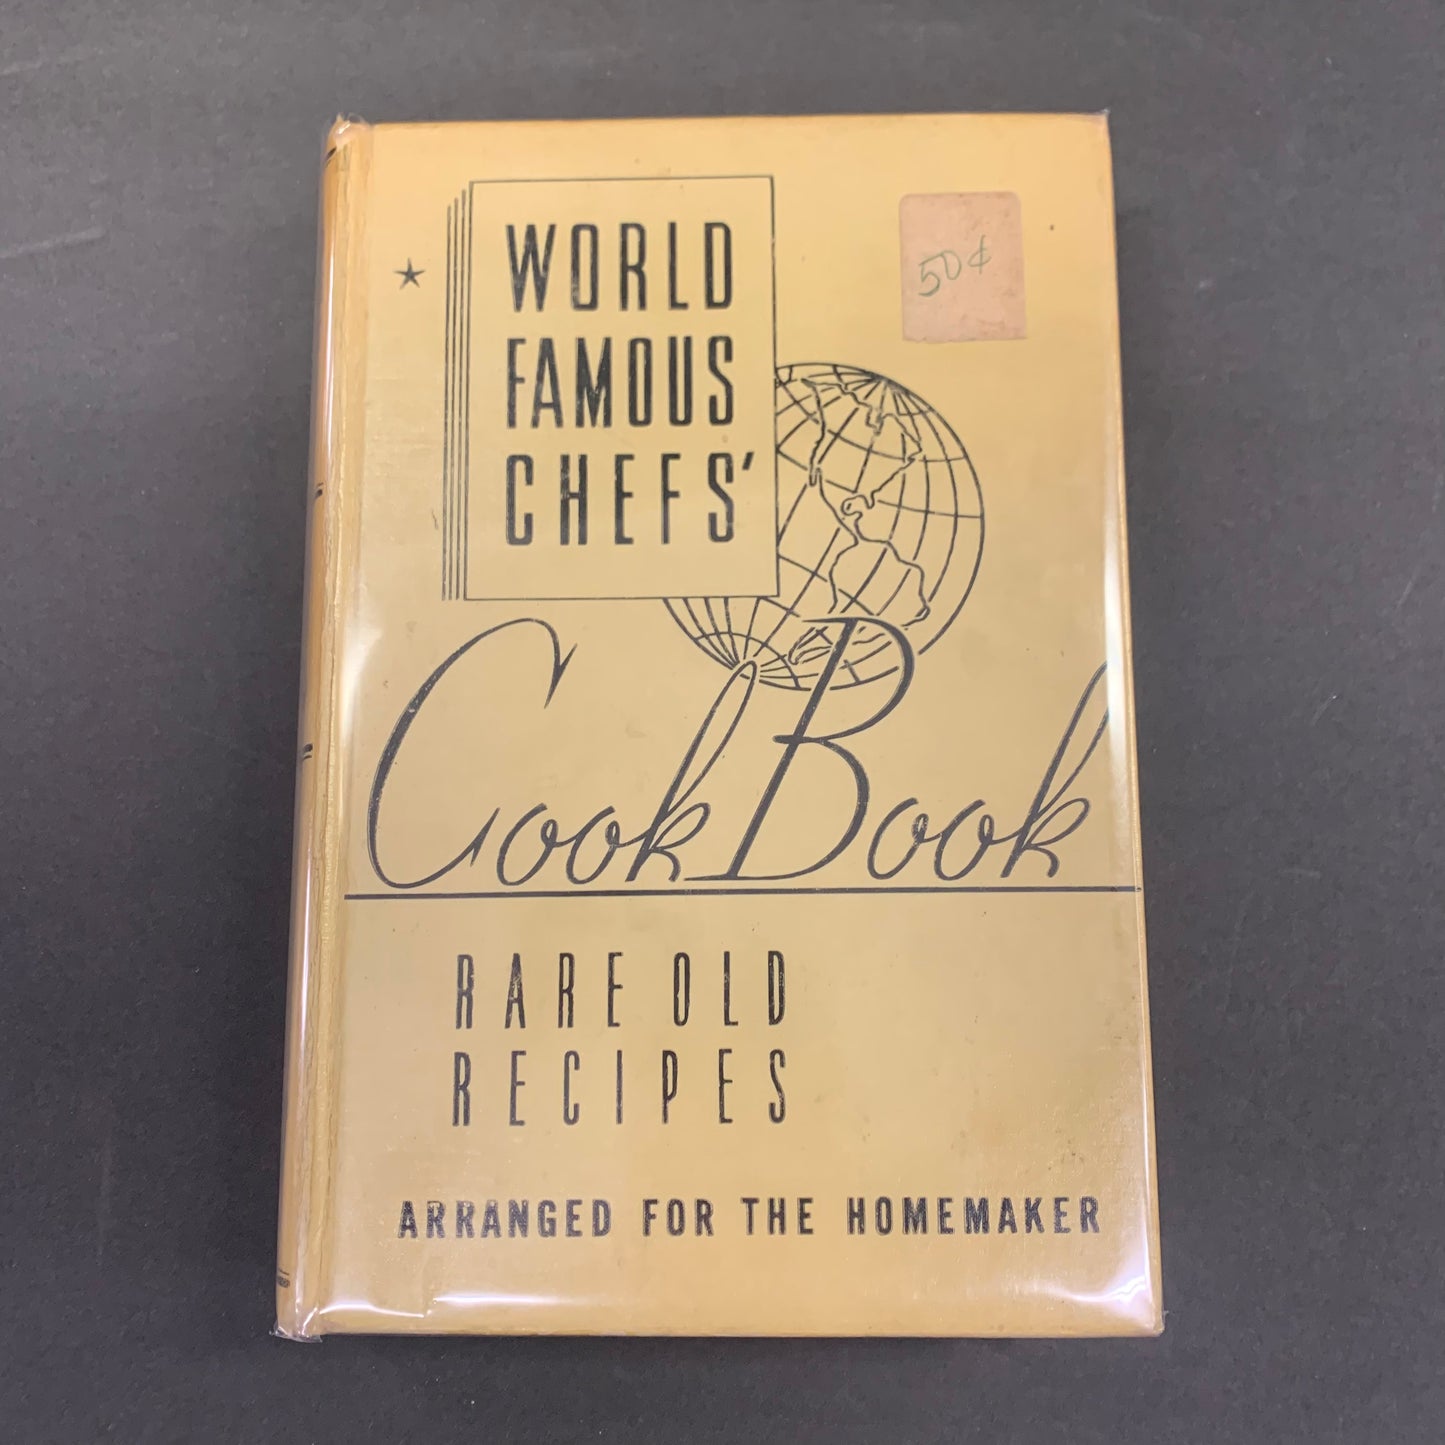 WORLD
FAMOUS
CHEFS'
50¢
Cook Book
RARE OLD
RECIPES
ARRANGED FOR THE HOMEMAKER